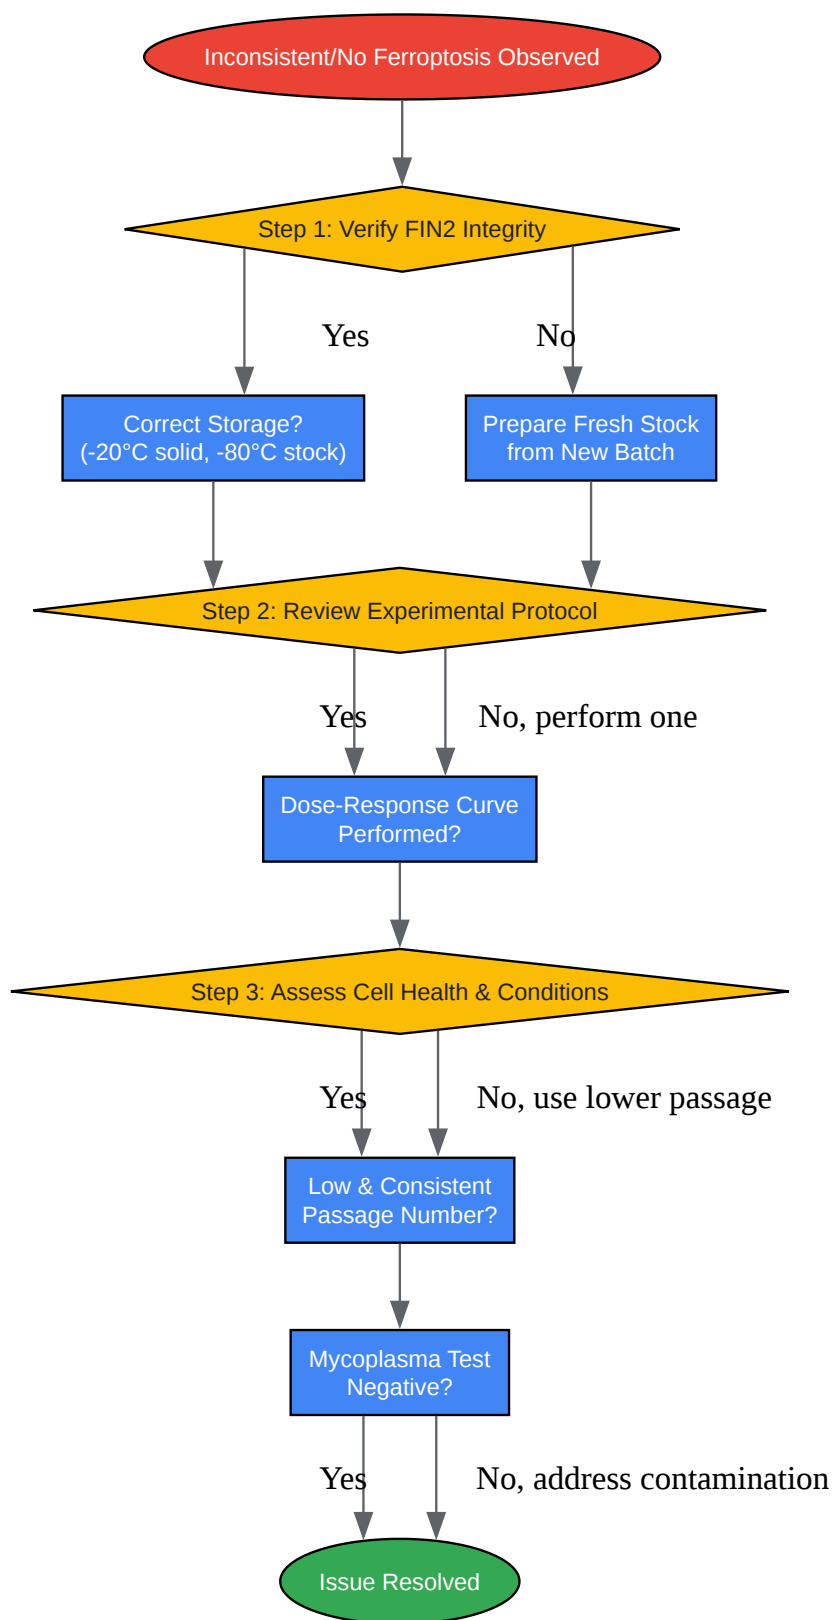 Inconsistent/No Ferroptosis Observed
Step 1: Verify FIN2 Integrity
Yes
No
Correct Storage?
(-20°C solid, -80°C stock)
Prepare Fresh Stock
from New Batch
Step 2: Review Experimental Protocol
Yes
No, perform one
Dose-Response Curve
Performed?
Step 3: Assess Cell Health & Conditions
Yes
No, use lower passage
Low & Consistent
Passage Number?
Mycoplasma Test
Negative?
Yes
No, address contamination
Issue Resolved